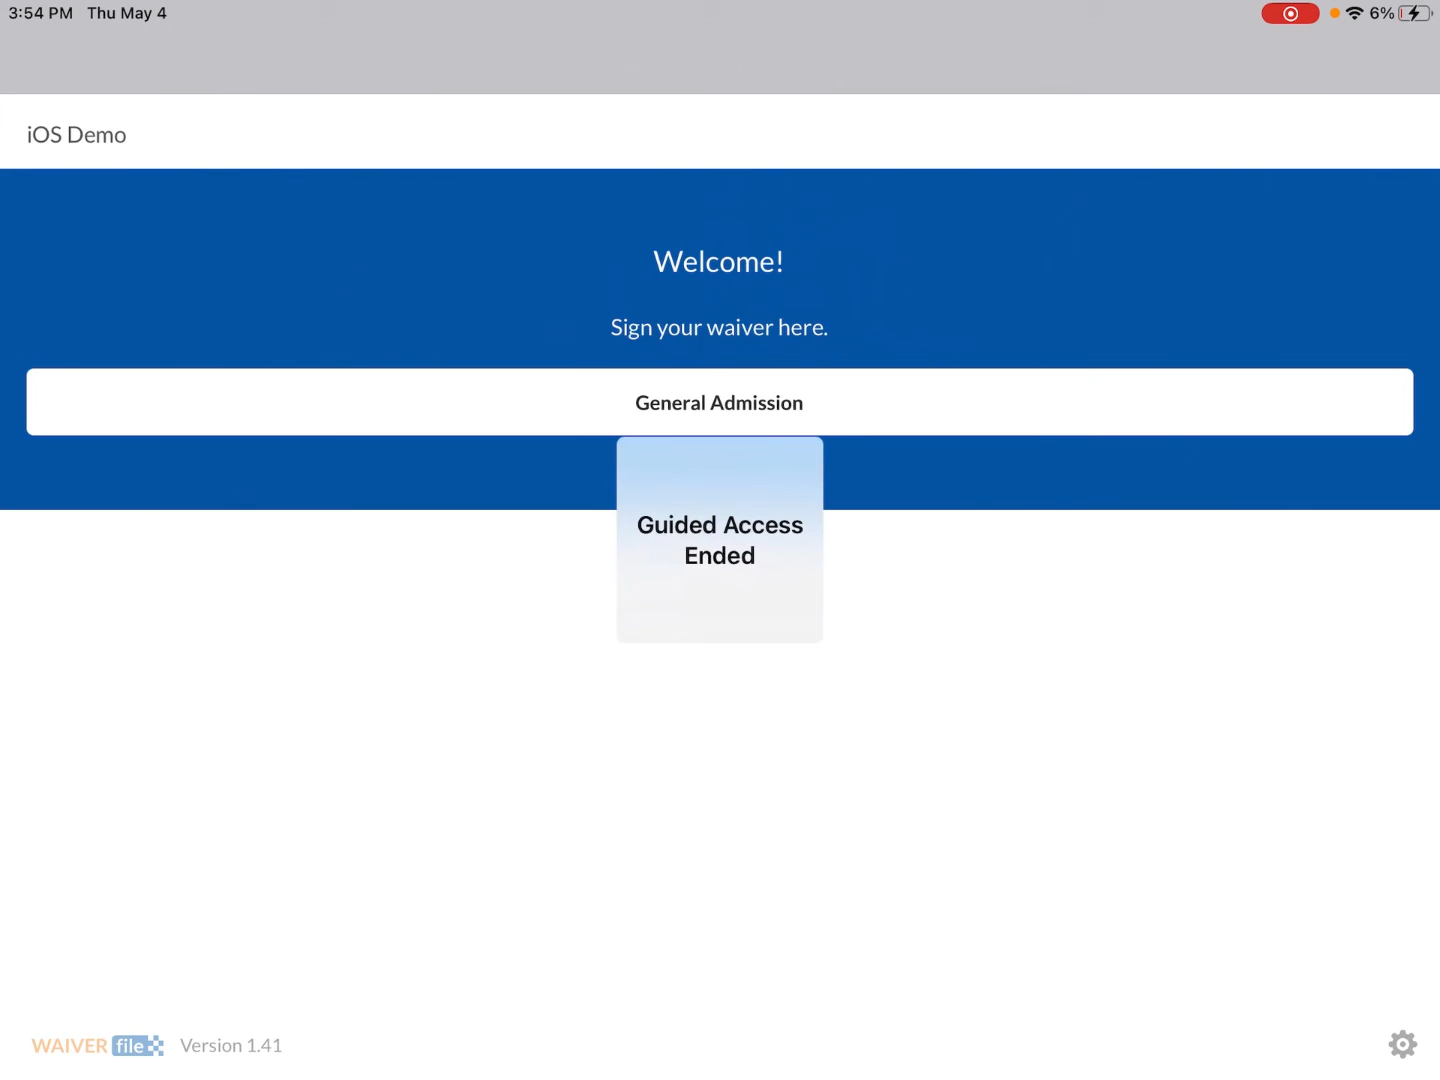 3:54 PM Thu May 4
6%
iOS Demo
Welcome!
Sign your waiver here.
General Admission
Guided Access
Ended
WAIVER file Version 1.41